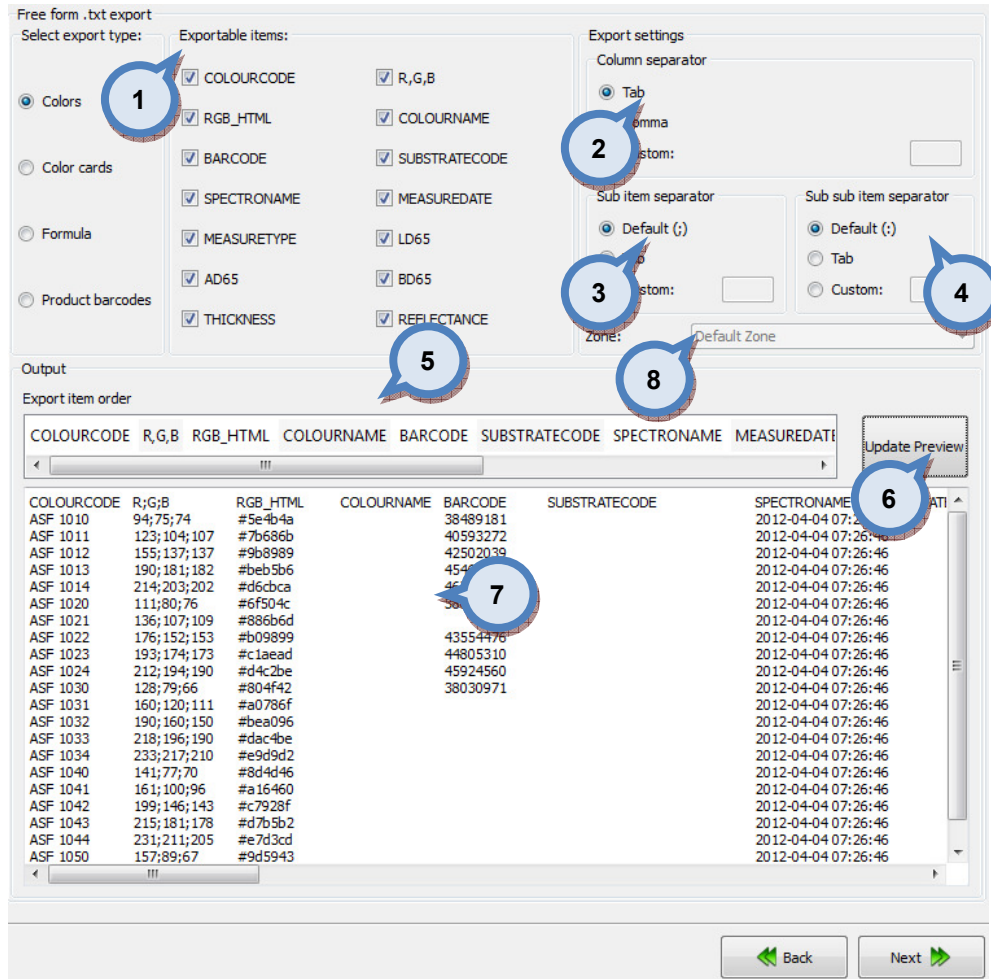 Free form .txt export
Select export type:
Colors
Color cards
Formula
Product barcodes
Exportable items:
COLOURCODE R,G,B
RGB_HTML COLOURNAME
BARCODE SUBSTRATECODE
SPECTRONAME MEASUREDATE
MEASURETYPE LD65
AD65 BD65
THICKNESS REFLECTANCE
1
Export settings
Column separator
Tab
2
Sub item separator
Default (;)
3
Sub sub item separator
Default (:)
Tab
Custom:
4
Zone: Default Zone
8
5
Output
Export item order
COLOURCODE R,G,B RGB_HTML COLOURNAME BARCODE SUBSTRATECODE SPECTRONAME MEASUREDATE
Update Preview
6
COLOURCODE R;G;B RGB_HTML COLOURNAME BARCODE SUBSTRATECODE SPECTRONAME
ASF 1010 94;75;74 #5e4b4a 38489181 2012-04-04
ASF 1011 123;104;107 #7b686b 40593272 2012-04-04 07:26:46
ASF 1012 155;137;137 #9b8989 42502039 2012-04-04 07:26:46
ASF 1013 190;181;182 #beb5b6 2012-04-04 07:26:46
ASF 1014 214;203;202 #d6cbca 2012-04-04 07:26:46
ASF 1020 111;80;76 #6f504c 2012-04-04 07:26:46
ASF 1021 136;107;109 #886b6d 2012-04-04 07:26:46
ASF 1022 176;152;153 #b09899 43554476 2012-04-04 07:26:46
ASF 1023 193;174;173 #c1aead 44805310 2012-04-04 07:26:46
ASF 1024 212;194;190 #d4c2be 45924560 2012-04-04 07:26:46
ASF 1030 128;79;66 #804f42 38030971 2012-04-04 07:26:46
ASF 1031 160;120;111 #a0786f 2012-04-04 07:26:46
ASF 1032 190;160;150 #bea096 2012-04-04 07:26:46
ASF 1033 218;196;190 #dac4be 2012-04-04 07:26:46
ASF 1034 233;217;210 #e9d9d2 2012-04-04 07:26:46
ASF 1040 141;77;70 #8d4d46 2012-04-04 07:26:46
ASF 1041 161;100;96 #a16460 2012-04-04 07:26:46
ASF 1042 199;146;143 #c7928f 2012-04-04 07:26:46
ASF 1043 215;181;178 #d7b5b2 2012-04-04 07:26:46
ASF 1044 231;211;205 #e7d3cd 2012-04-04 07:26:46
ASF 1050 157;89;67 #9d5943 2012-04-04 07:26:46
7
Back Next